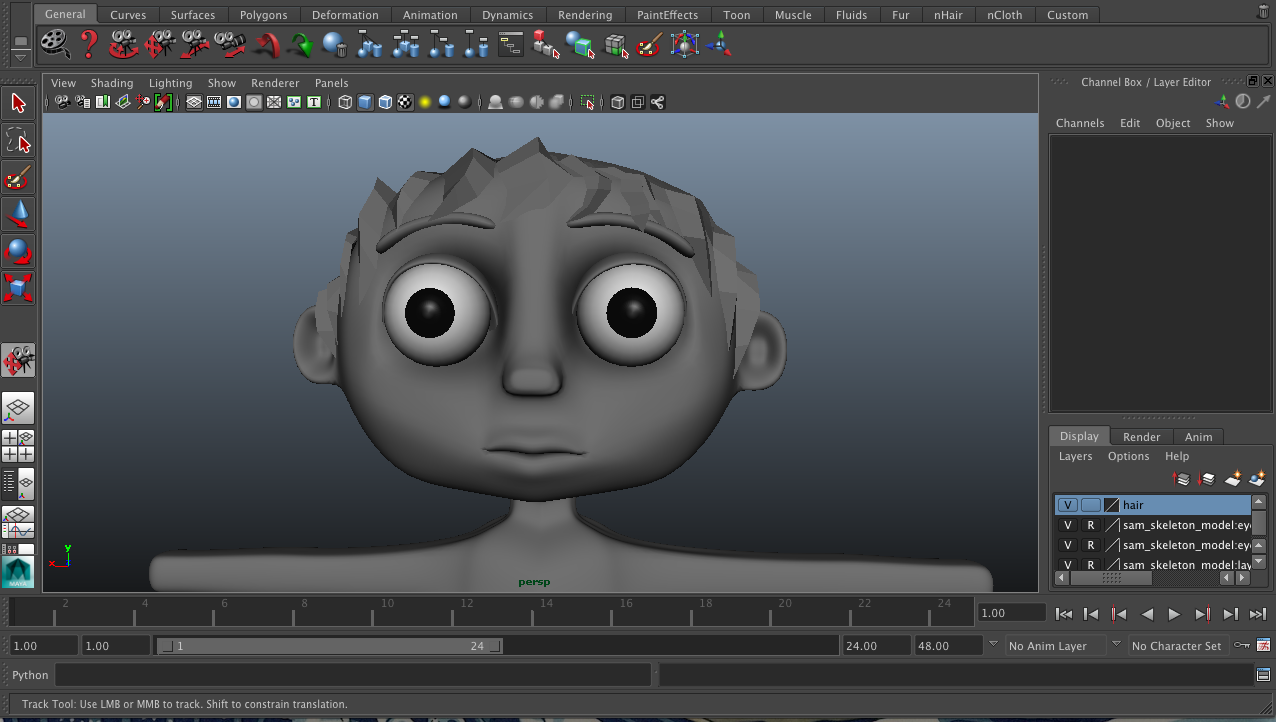 General Curves Surfaces Polygons Deformation Animation Dynamics Rendering PaintEffects Toon Muscle Fluids Fur nHair nCloth Custom
View Shading Lighting Show Renderer Panels
Channel Box / Layer Editor
Channels Edit Object Show
T
Display Render Anim
Layers Options Help
V hair
V R sam_skeleton_model:eye
V R sam_skeleton_model:eye
V R sam_skeleton_model:lay
y
x
persp
2 4 6 8 10 12 14 16 18 20 22 24
1.00
1.00 1.00 1 24 24.00 48.00 No Anim Layer No Character Set
Python
Track Tool: Use LMB or MMB to track. Shift to constrain translation.